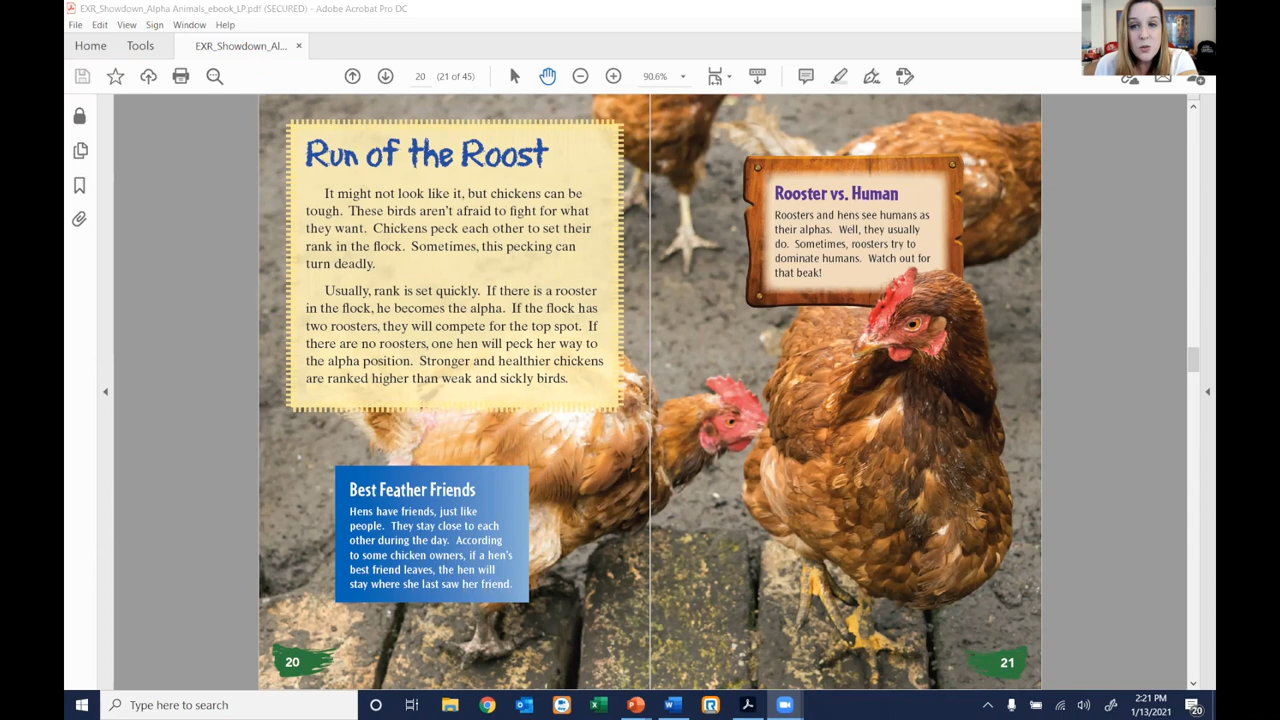 EXR_Showdown_Alpha Animals_ebook_LP.pdf (SECURED) - Adobe Acrobat Pro DC
File Edit View Sign Window Help
Home Tools EXR_Showdown_Al... ×
20 (21 of 45) 90.6%
Run of the Roost
It might not look like it, but chickens can be
tough. These birds aren't afraid to fight for what
they want. Chickens peck each other to set their
rank in the flock. Sometimes, this pecking can
turn deadly.
Usually, rank is set quickly. If there is a rooster
in the flock, he becomes the alpha. If the flock has
two roosters, they will compete for the top spot. If
there are no roosters, one hen will peck her way to
the alpha position. Stronger and healthier chickens
are ranked higher than weak and sickly birds.
Best Feather Friends
Hens have friends, just like
people. They stay close to each
other during the day. According
to some chicken owners, if a hen's
best friend leaves, the hen will
stay where she last saw her friend.
20
Rooster vs. Human
Roosters and hens see humans as
their alphas. Well, they usually
do. Sometimes, roosters try to
dominate humans. Watch out for
that beak!
21
Type here to search
2:21 PM
1/13/2021
20